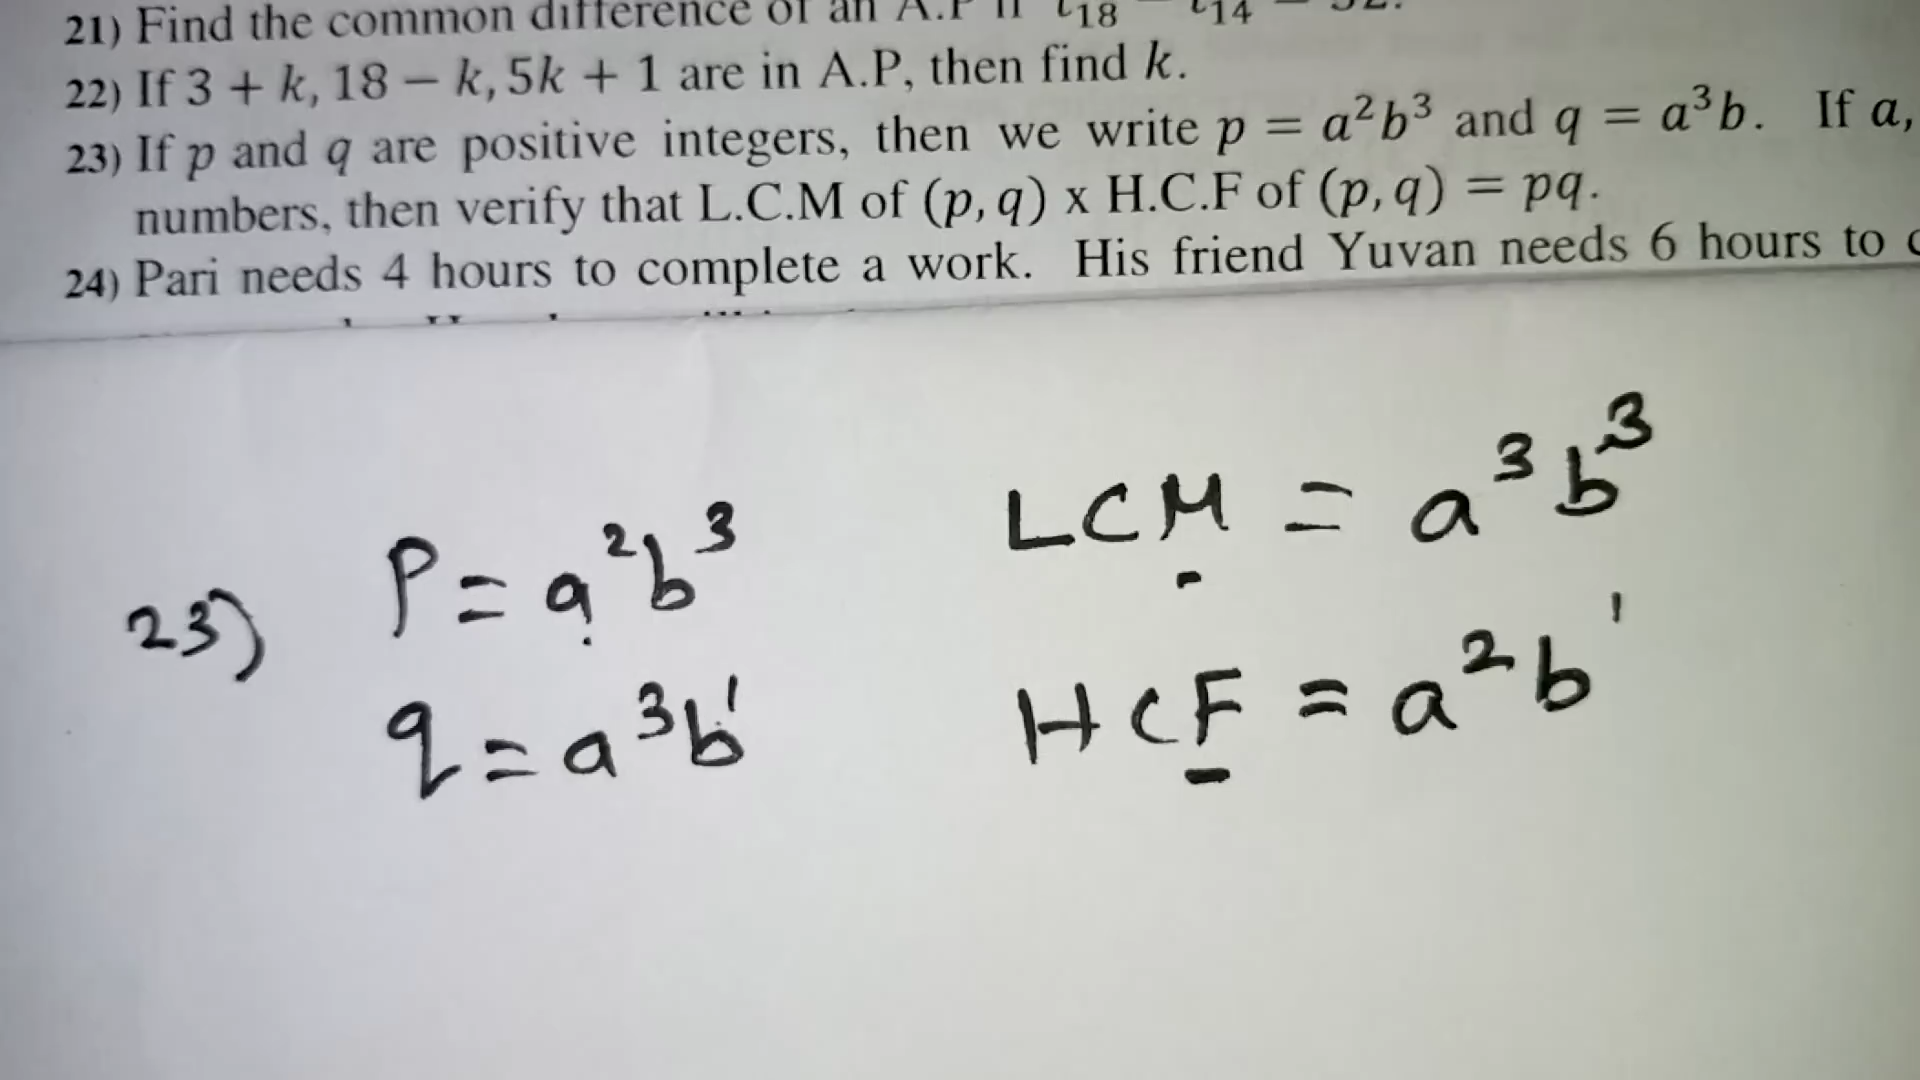 21) Find the common difference of an A.P if t₁₈ − t₁₄ = 32.
22) If 3 + k, 18 − k, 5k + 1 are in A.P, then find k.
23) If p and q are positive integers, then we write p = a²b³ and q = a³b. If a,
numbers, then verify that L.C.M of (p, q) x H.C.F of (p, q) = pq.
24) Pari needs 4 hours to complete a work. His friend Yuvan needs 6 hours to
23) P = a²b³
q = a³b¹
LCM = a³b³
HCF = a²b¹